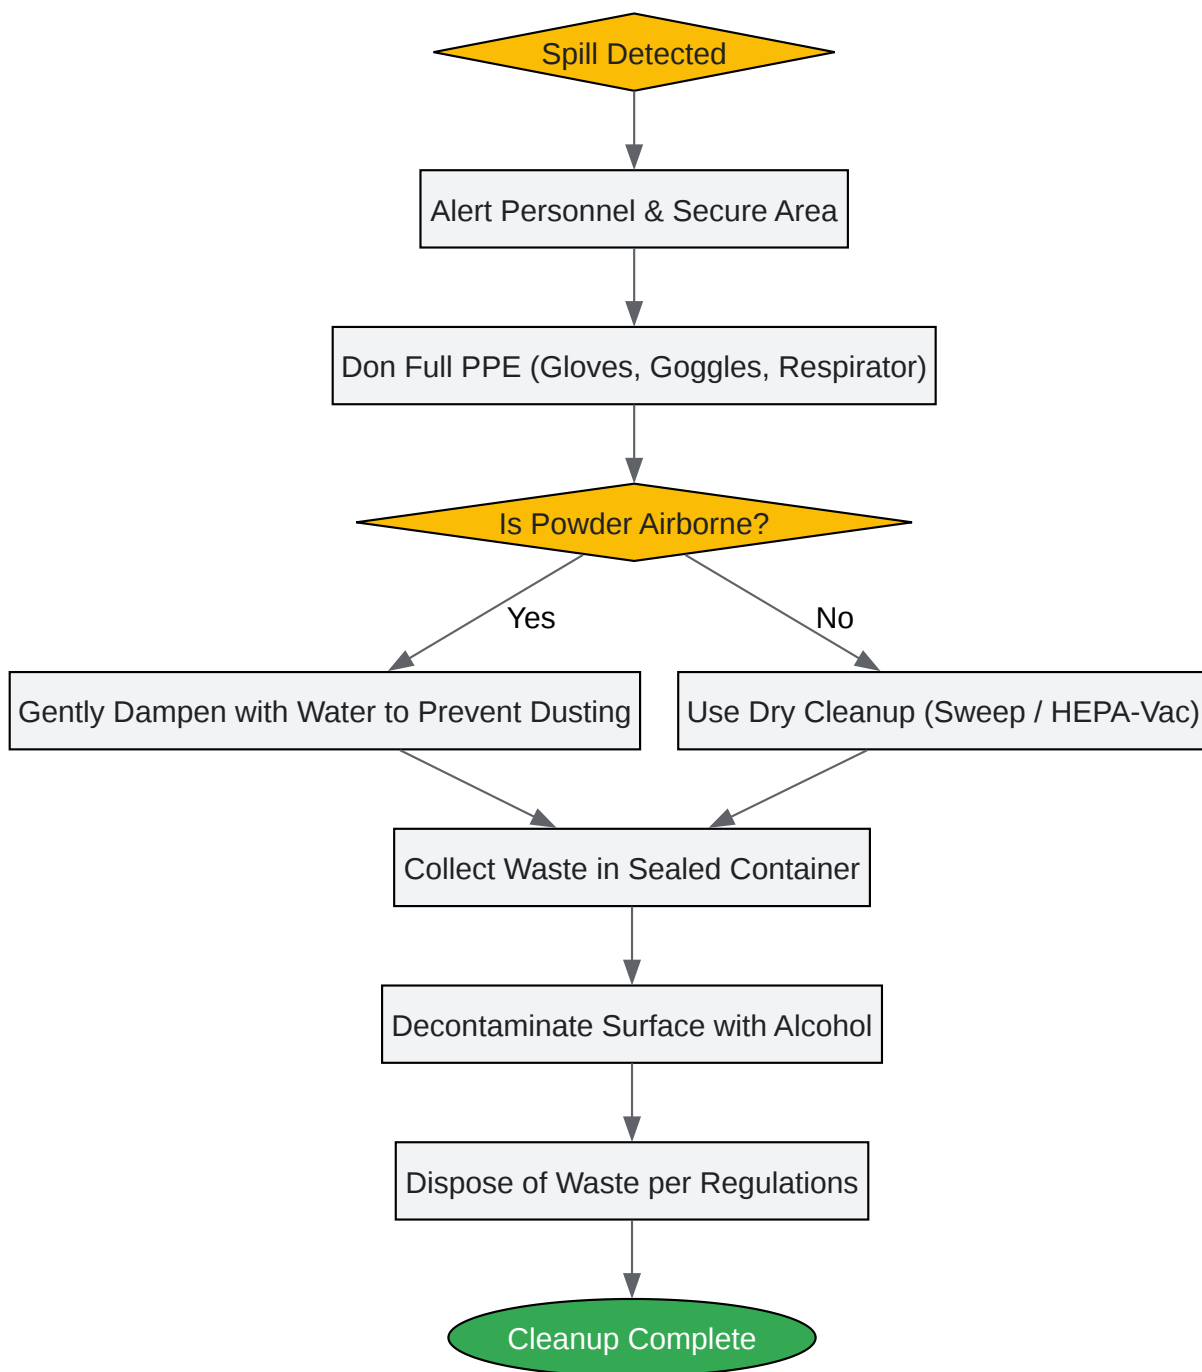 Spill Detected
Alert Personnel & Secure Area
Don Full PPE (Gloves, Goggles, Respirator)
Is Powder Airborne?
Yes
No
Gently Dampen with Water to Prevent Dusting
Use Dry Cleanup (Sweep / HEPA-Vac)
Collect Waste in Sealed Container
Decontaminate Surface with Alcohol
Dispose of Waste per Regulations
Cleanup Complete